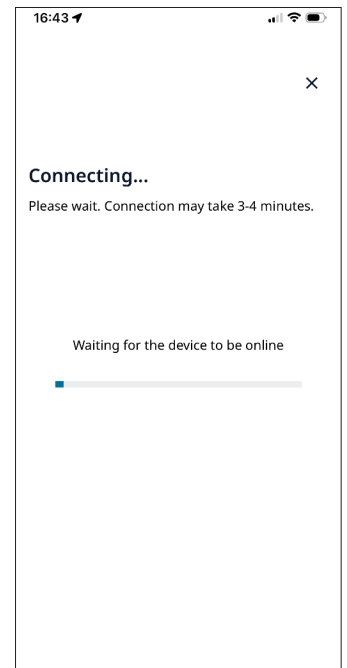 16:43
Connecting...
Please wait. Connection may take 3-4 minutes.
Waiting for the device to be online